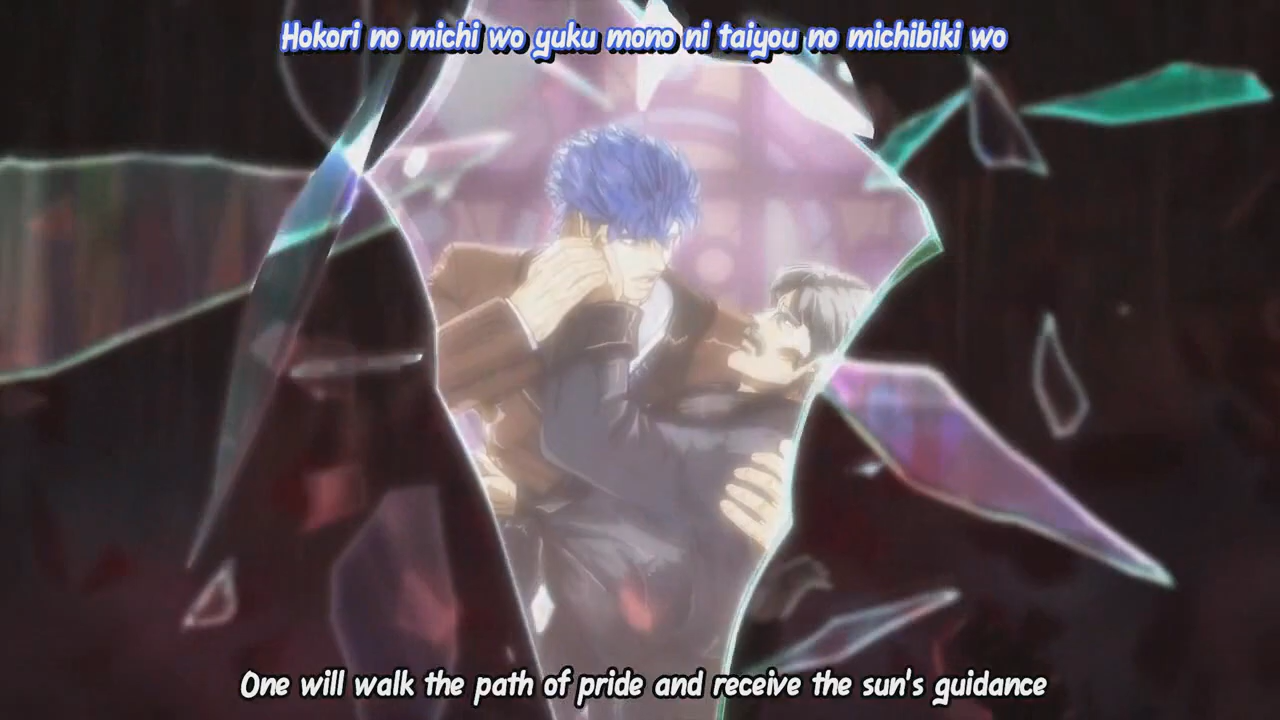 Hokori no michi wo yuku mono ni taiyou no michibiki wo
One will walk the path of pride and receive the sun's guidance